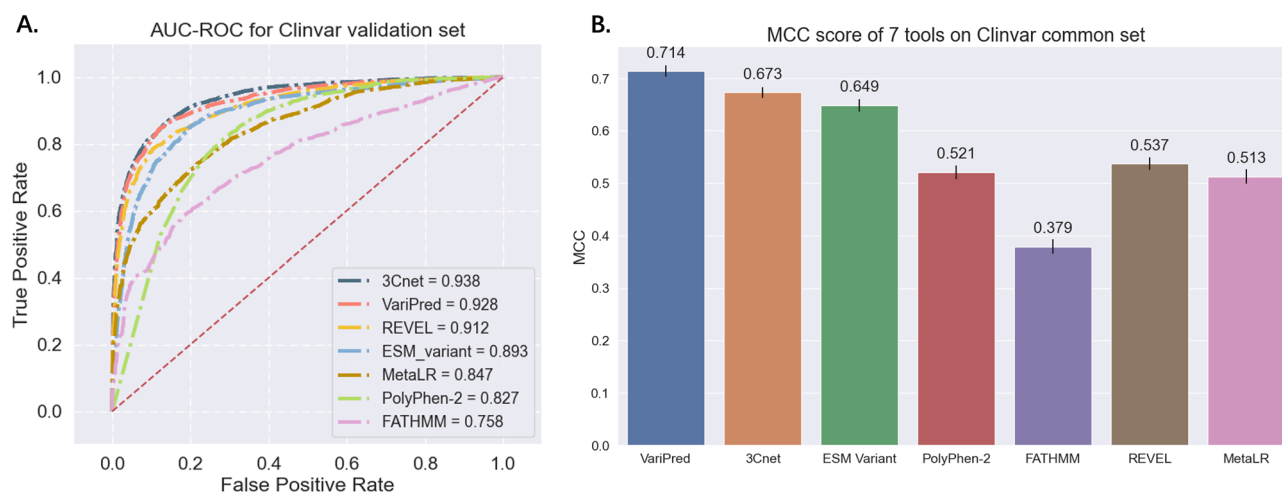 A.
AUC-ROC for Clinvar validation set
True Positive Rate
1.0
0.8
0.6
0.4
0.2
0.0
3Cnet = 0.938
VariPred = 0.928
REVEL = 0.912
ESM_variant = 0.893
MetaLR = 0.847
PolyPhen-2 = 0.827
FATHMM = 0.758
0.0 0.2 0.4 0.6 0.8 1.0
False Positive Rate
B.
MCC score of 7 tools on Clinvar common set
MCC
0.7
0.6
0.5
0.4
0.3
0.2
0.1
0.0
0.714
0.673
0.649
0.521
0.379
0.537
0.513
VariPred 3Cnet ESM Variant PolyPhen-2 FATHMM REVEL MetaLR